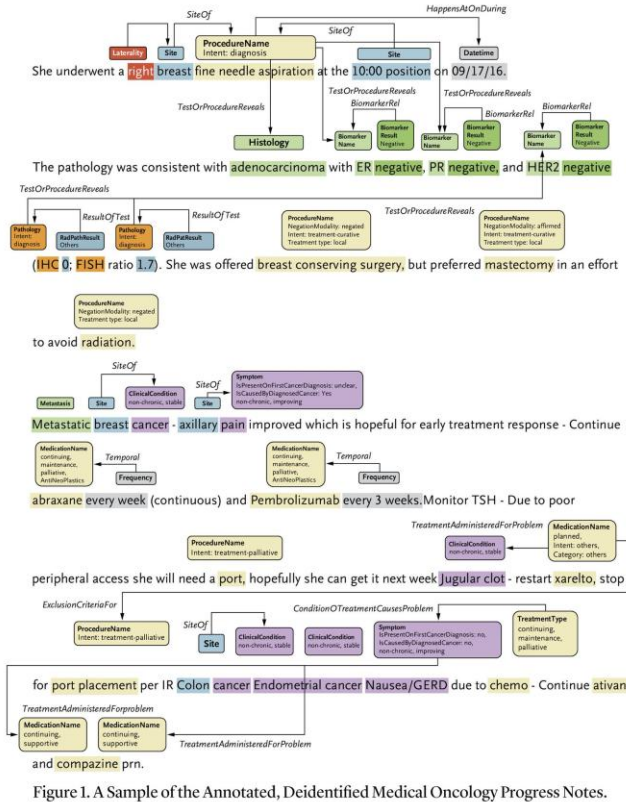 SiteOf
HappensAtOnDuring
SiteOf
Laterality
Site
ProcedureName
Intent: diagnosis
Site
Datetime
She underwent a right breast fine needle aspiration at the 10:00 position on 09/17/16.
TestOrProcedureReveals
TestOrProcedureReveals
TestOrProcedureReveals
BiomarkerRel
BiomarkerRel
BiomarkerRel
Histology
Biomarker Name
Biomarker Result
Negative
Biomarker Name
Biomarker Result
Negative
Biomarker Name
Biomarker Result
Negative
The pathology was consistent with adenocarcinoma with ER negative, PR negative, and HER2 negative
TestOrProcedureReveals
ResultOfTest
ResultOfTest
TestOrProcedureReveals
Pathology
Intent: diagnosis
RadPathResult
Others
Pathology
Intent: diagnosis
RadPatResult
Others
ProcedureName
NegationModality: negated
Intent: treatment-curative
Treatment type: local
ProcedureName
NegationModality: affirmed
Intent: treatment-curative
Treatment type: local
(IHC 0; FISH ratio 1.7). She was offered breast conserving surgery, but preferred mastectomy in an effort
ProcedureName
NegationModality: negated
Treatment type: local
to avoid radiation.
SiteOf
SiteOf
Metastasis
Site
ClinicalCondition
non-chronic, stable
Site
Symptom
IsPresentOnFirstCancerDiagnosis: unclear,
IsCausedByDiagnosedCancer: Yes
non-chronic, improving
Metastatic breast cancer - axillary pain improved which is hopeful for early treatment response - Continue
MedicationName
continuing,
maintenance,
palliative,
AntiNeoPlastics
Temporal
Frequency
MedicationName
continuing,
maintenance,
palliative,
AntiNeoplastics
Temporal
Frequency
abraxane every week (continuous) and Pembrolizumab every 3 weeks.Monitor TSH - Due to poor
TreatmentAdministeredForProblem
ProcedureName
Intent: treatment-palliative
ClinicalCondition
non-chronic, stable
MedicationName
planned,
Intent: others,
Category: others
peripheral access she will need a port, hopefully she can get it next week Jugular clot - restart xarelto, stop
ExclusionCriteriaFor
SiteOf
ConditionOTreatmentCausesProblem
ProcedureName
Intent: treatment-palliative
Site
ClinicalCondition
non-chronic, stable
ClinicalCondition
non-chronic, stable
Symptom
IsPresentOnFirstCancerDiagnosis: no,
IsCausedByDiagnosedCancer: no,
non-chronic, improving
TreatmentType
continuing,
maintenance,
palliative
for port placement per IR Colon cancer Endometrial cancer Nausea/GERD due to chemo - Continue ativan
TreatmentAdministeredForproblem
MedicationName
continuing,
supportive
MedicationName
continuing,
supportive
TreatmentAdministeredForProblem
and compazine prn.
Figure 1. A Sample of the Annotated, Deidentified Medical Oncology Progress Notes.